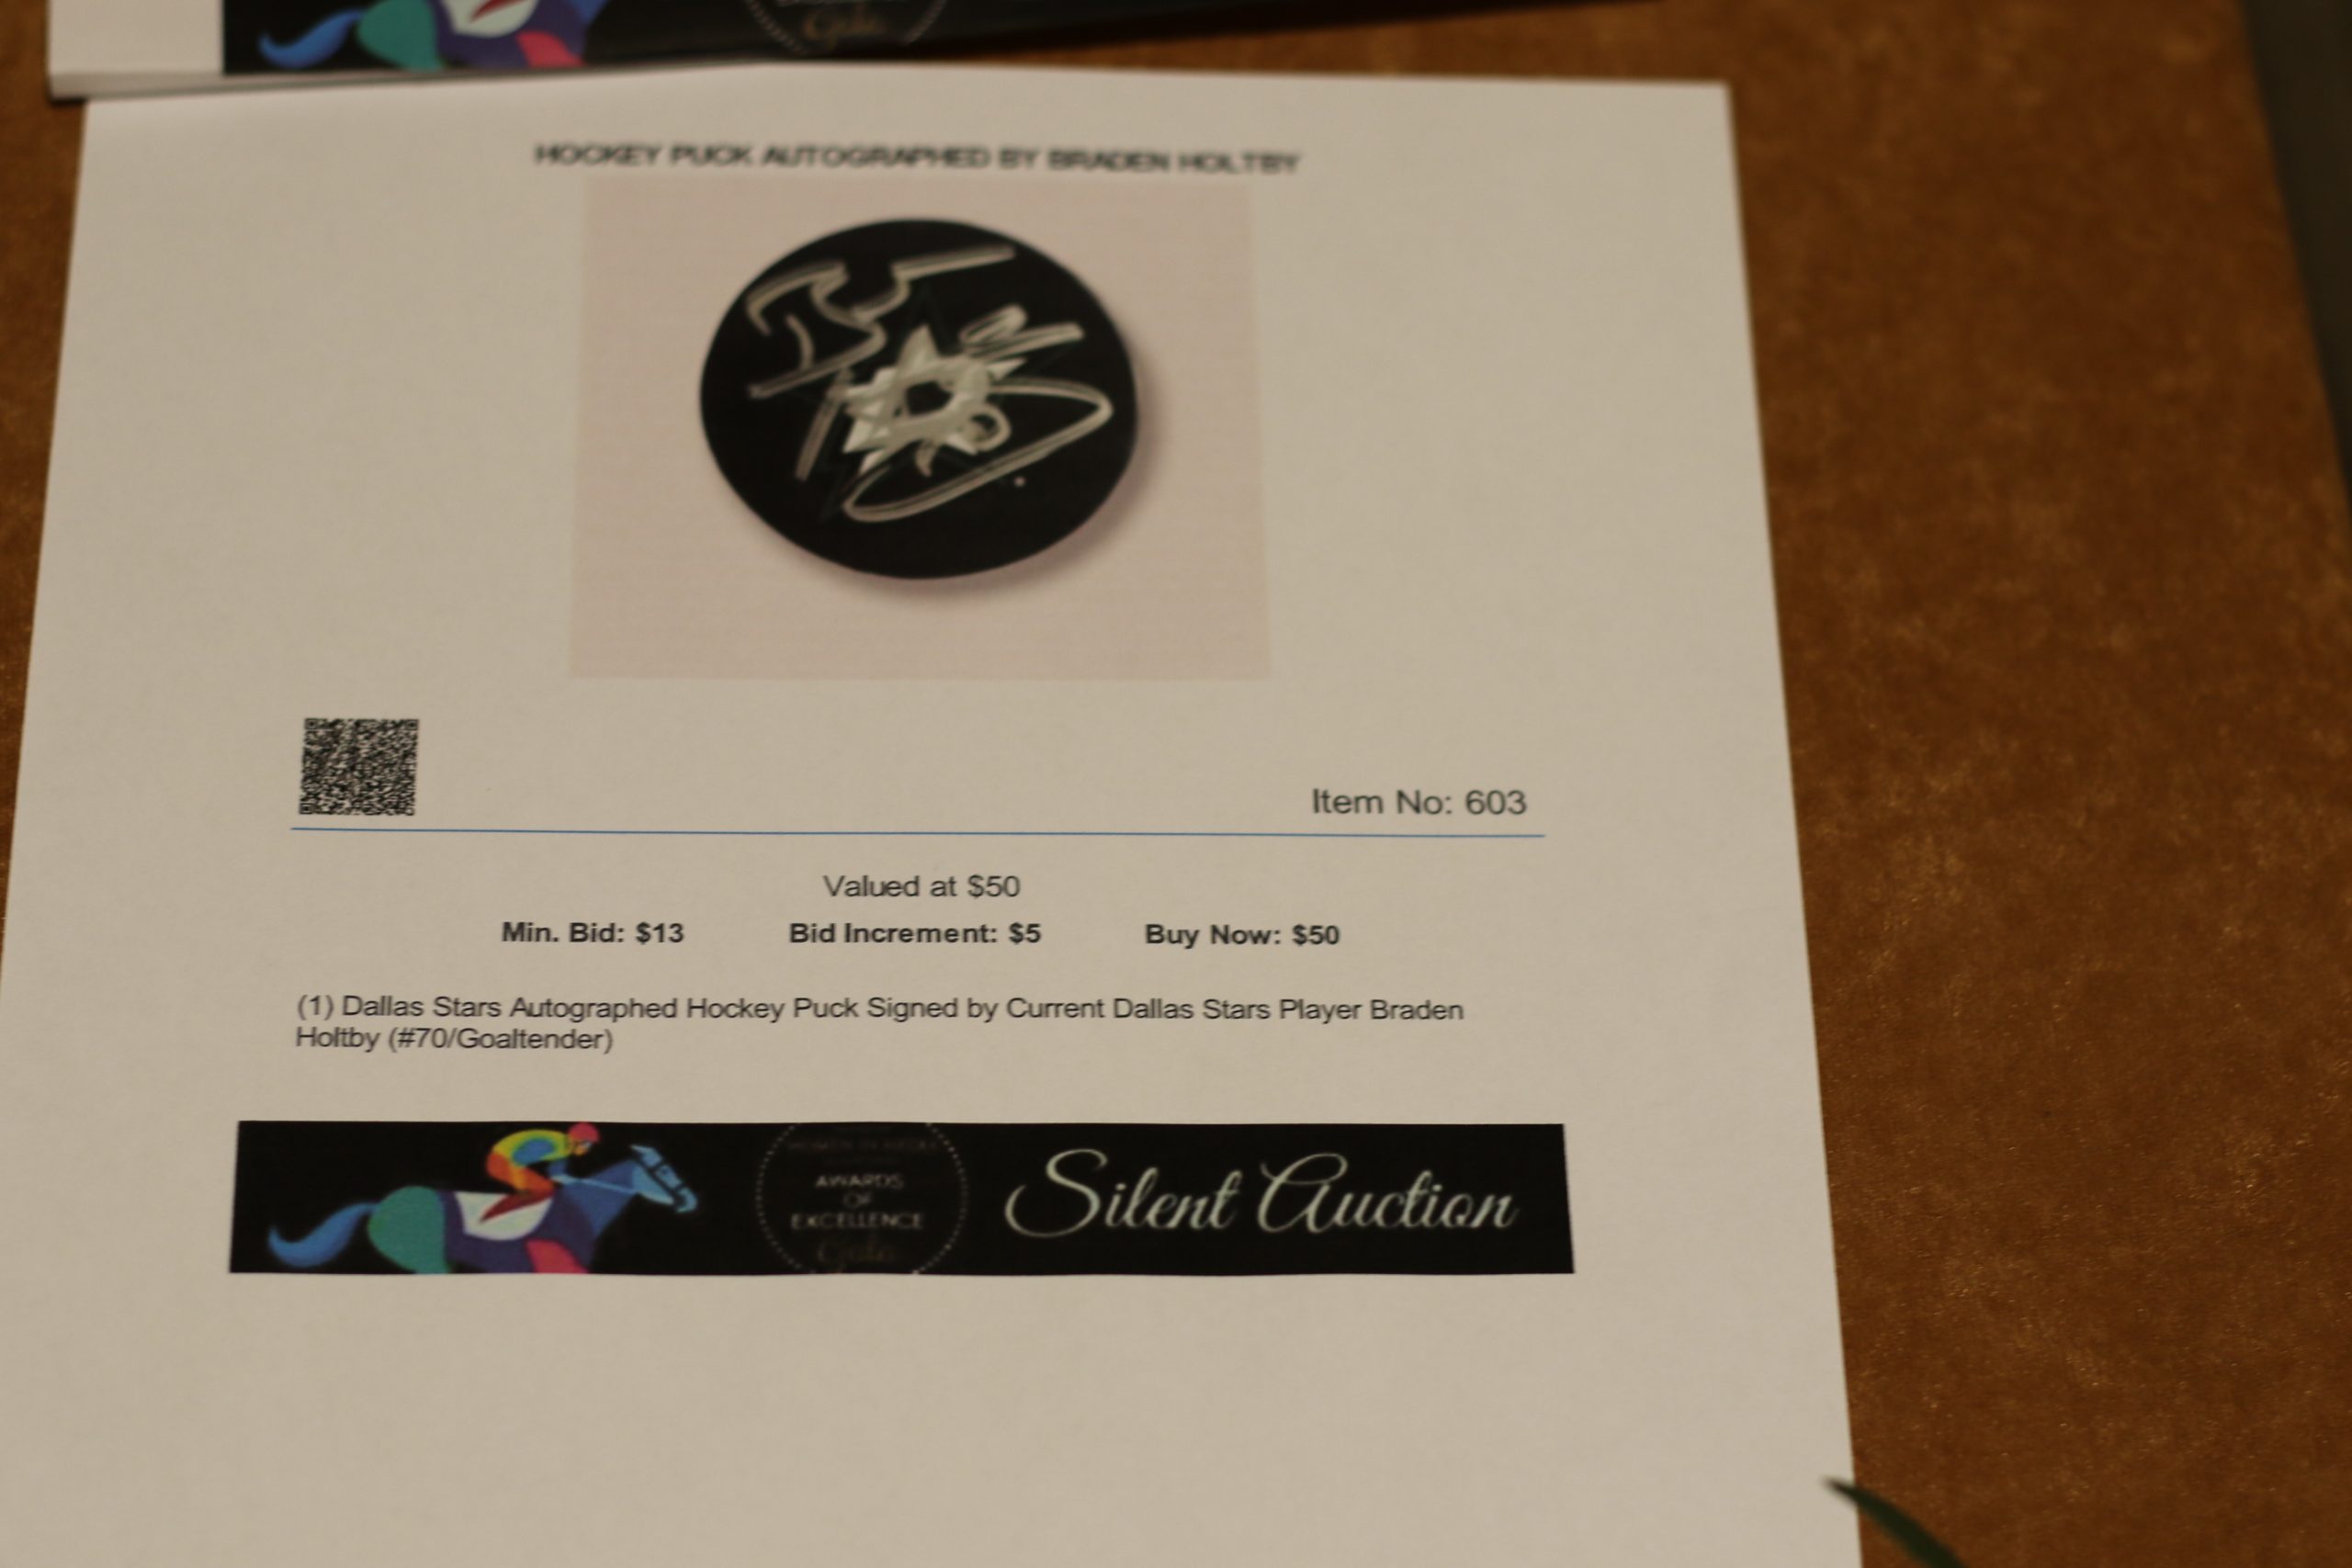 Gala
HOCKEY PUCK AUTOGRAPHED BY BRADEN HOLTBY
Item No: 603
Valued at $50
Min. Bid: $13 Bid Increment: $5 Buy Now: $50
(1) Dallas Stars Autographed Hockey Puck Signed by Current Dallas Stars Player Braden
Holtby (#70/Goaltender)
AWARDS
OF
EXCELLENCE
Gala
Silent Auction